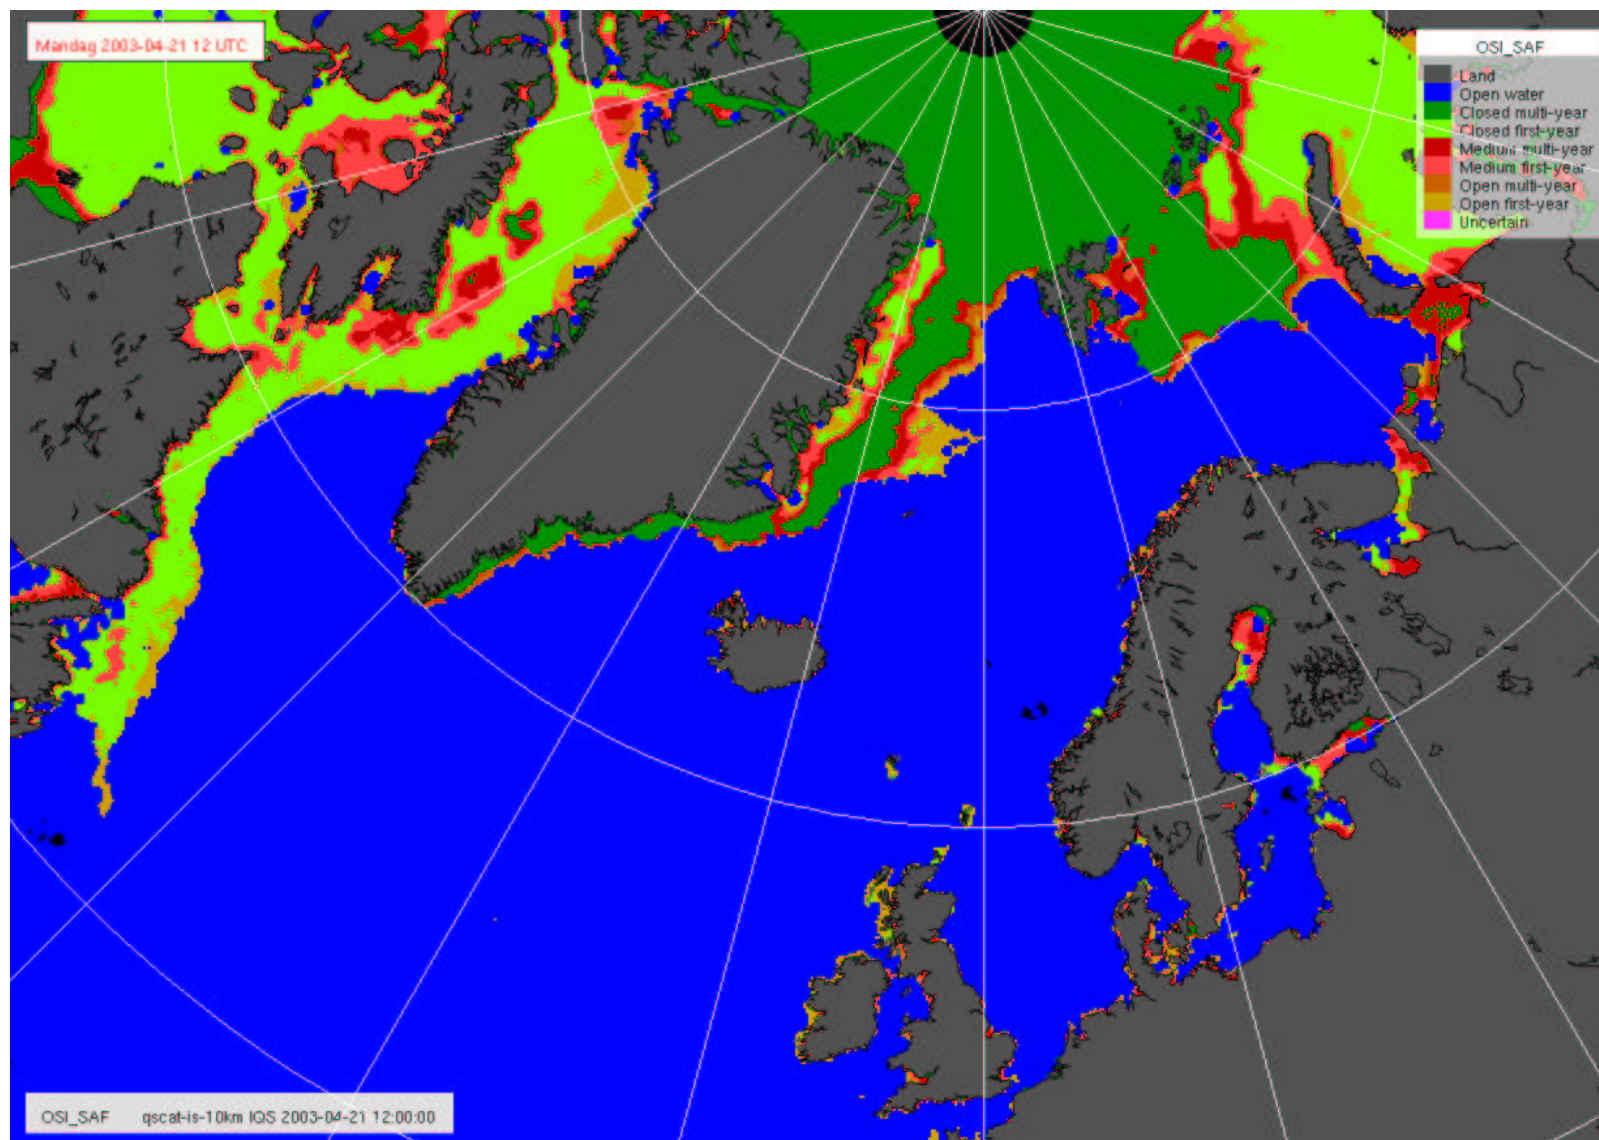 Mandag 2003-04-21 12 UTC
OSI_SAF
Land
Open water
Closed multi-year
Closed first-year
Medium multi-year
Medium first-year
Open multi-year
Open first-year
Uncertain
OSI_SAF qscat-is-10km IQS 2003-04-21 12:00:00